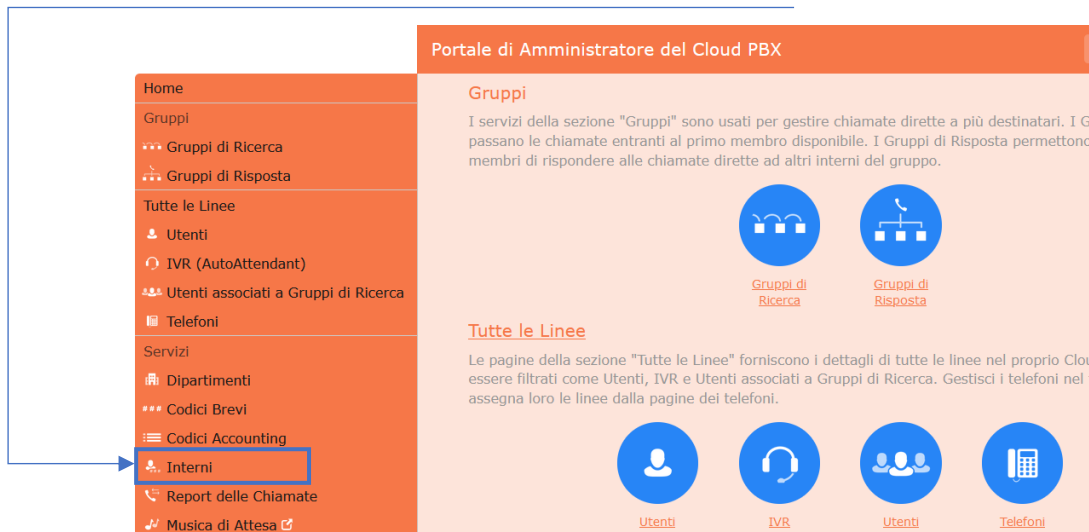 Portale di Amministratore del Cloud PBX
Home
Gruppi
Gruppi di Ricerca
Gruppi di Risposta
Tutte le Linee
Utenti
IVR (AutoAttendant)
Utenti associati a Gruppi di Ricerca
Telefoni
Servizi
Dipartimenti
### Codici Brevi
Codici Accounting
Interni
Report delle Chiamate
Musica di Attesa
Gruppi
I servizi della sezione "Gruppi" sono usati per gestire chiamate dirette a più destinatari. I
passano le chiamate entranti al primo membro disponibile. I Gruppi di Risposta permettono
membri di rispondere alle chiamate dirette ad altri interni del gruppo.
Gruppi di
Ricerca
Gruppi di
Risposta
Tutte le Linee
Le pagine della sezione "Tutte le Linee" forniscono i dettagli di tutte le linee nel proprio
essere filtrati come Utenti, IVR e Utenti associati a Gruppi di Ricerca. Gestisci i telefoni nel
assegna loro le linee dalla pagine dei telefoni.
Utenti
IVR
Utenti
Telefoni